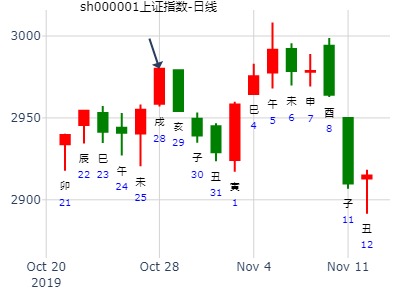 sh000001上证指数-日线
3000
2950
2900
卯
21
辰
22
巳
23
午
24
未
25
戌
28
亥
29
子
30
丑
31
寅
1
巳
4
午
5
未
6
申
7
酉
8
子
11
丑
12
Oct 20
2019
Oct 28
Nov 4
Nov 11